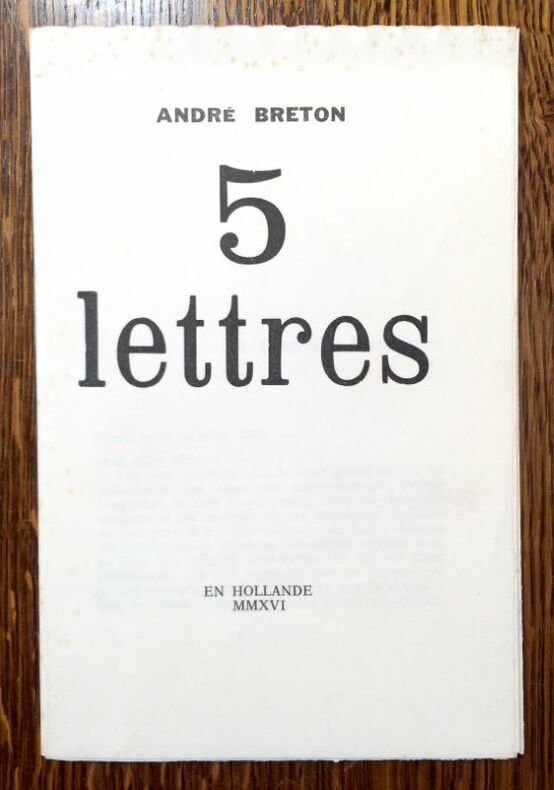 ANDRÉ BRETON
5
lettres
EN HOLLANDE
MMXVI